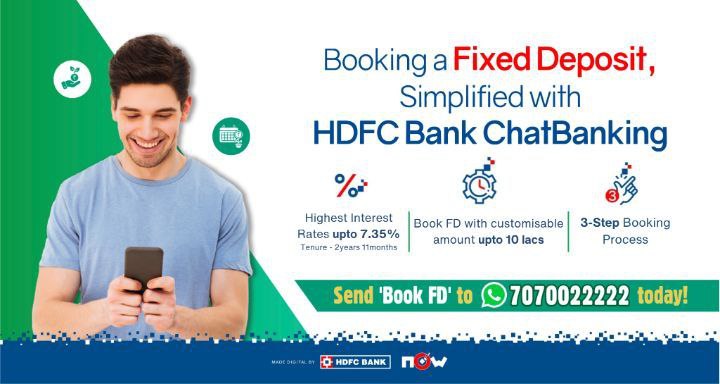 Booking a Fixed Deposit,
Simplified with
HDFC Bank ChatBanking
Highest Interest
Rates upto 7.35%
Tenure - 2years 11months
Book FD with customisable
amount upto 10 lacs
3
3-Step Booking
Process
Send 'Book FD' to 7070022222 today!
MADE DIGITAL BY HDFC BANK now